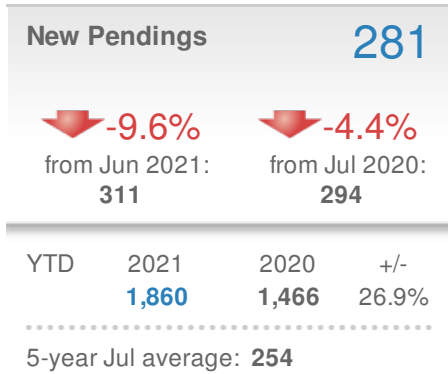 New Pendings 281
-9.6% -4.4%
from Jun 2021: from Jul 2020:
311 294
YTD 2021 2020 +/-
1,860 1,466 26.9%
5-year Jul average: 254